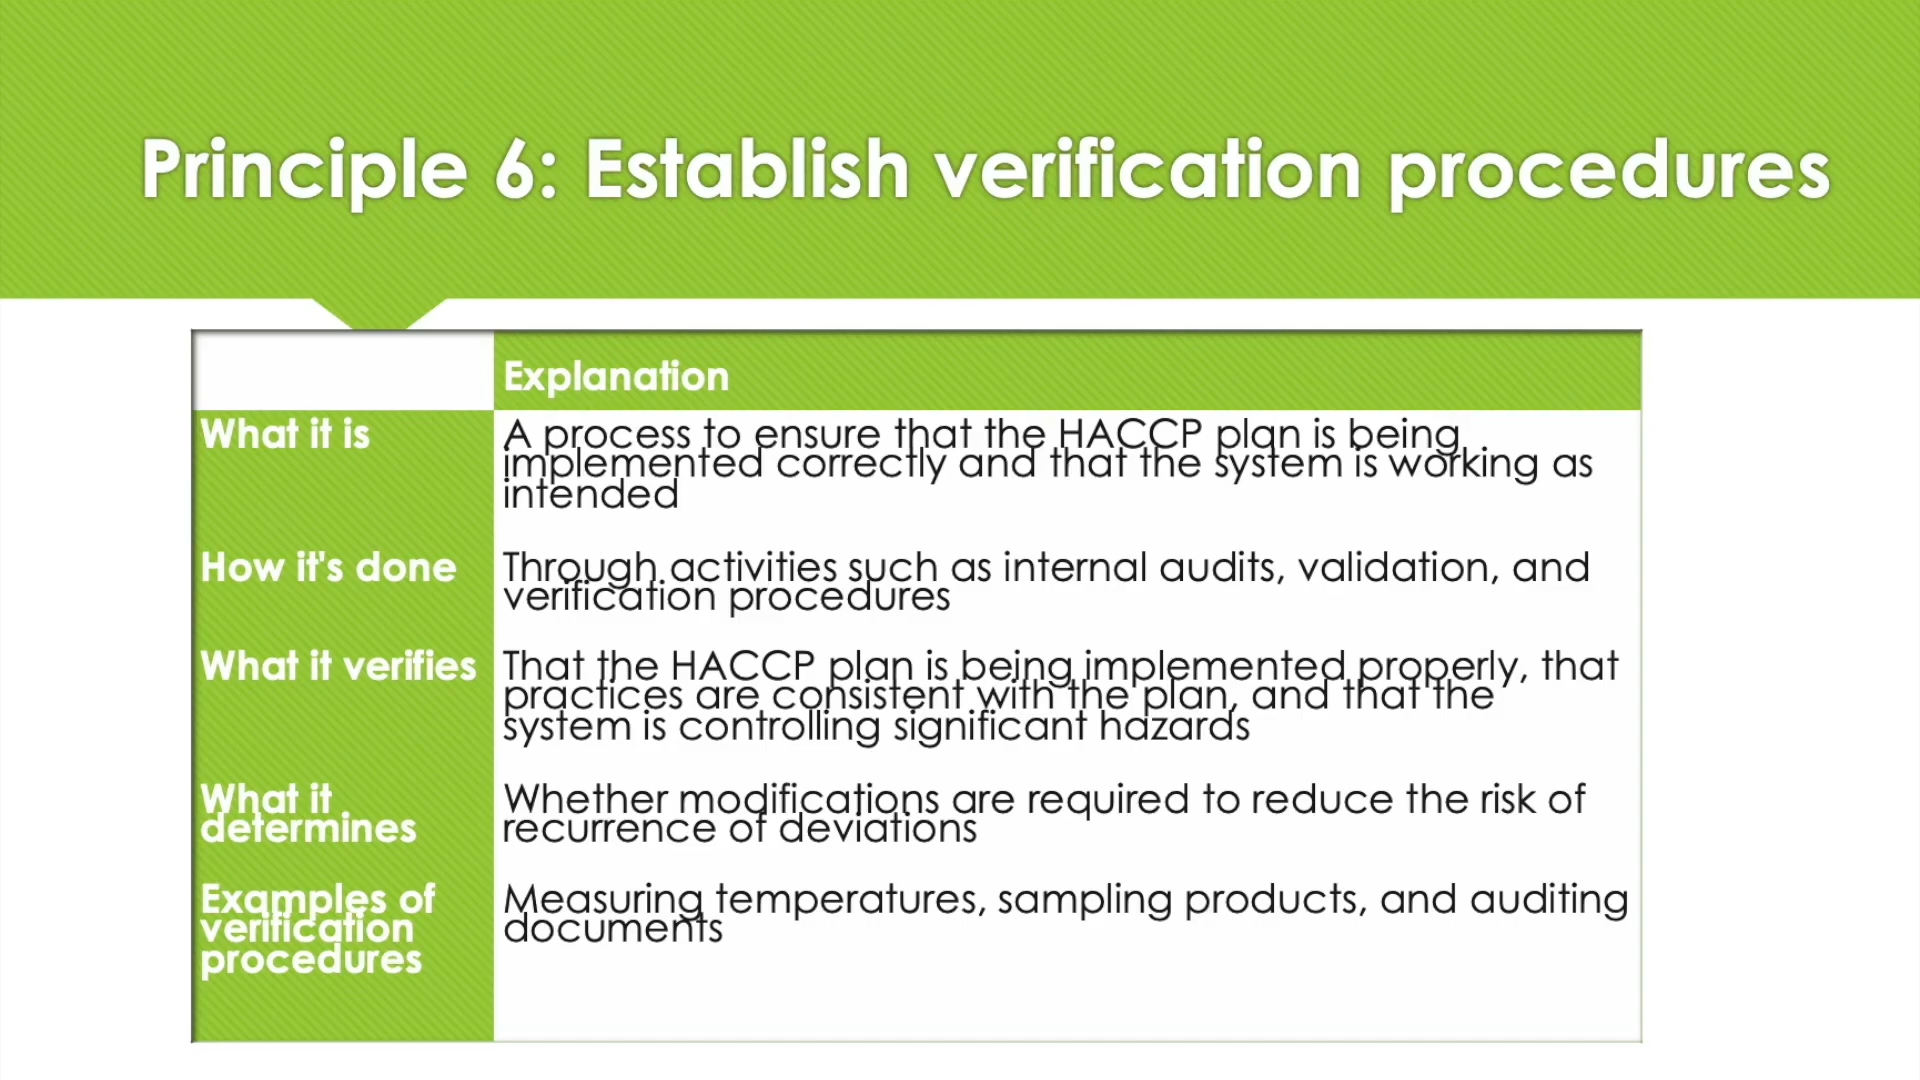 Principle 6: Establish verification procedures
Explanation
What it is
A process to ensure that the HACCP plan is being
implemented correctly and that the system is working as
intended
How it's done
Through activities such as internal audits, validation, and
verification procedures
What it verifies
That the HACCP plan is being implemented properly, that
practices are consistent with the plan, and that the
system is controlling significant hazards
What it
determines
Whether modifications are required to reduce the risk of
recurrence of deviations
Examples of
verification
procedures
Measuring temperatures, sampling products, and auditing
documents